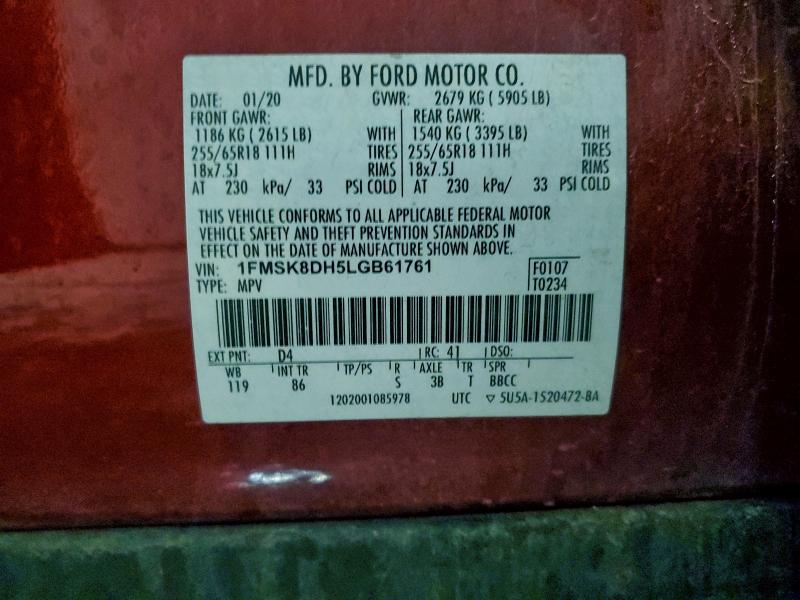 MFD. BY FORD MOTOR CO.
DATE: 01/20 GVWR: 2679 KG ( 5905 LB)
FRONT GAWR: REAR GAWR:
1186 KG ( 2615 LB) WITH 1540 KG ( 3395 LB) WITH
255/65R18 111H TIRES 255/65R18 111H TIRES
18x7.5J RIMS 18x7.5J RIMS
AT 230 kPa/ 33 PSI COLD AT 230 kPa/ 33 PSI COLD
THIS VEHICLE CONFORMS TO ALL APPLICABLE FEDERAL MOTOR
VEHICLE SAFETY AND THEFT PREVENTION STANDARDS IN
EFFECT ON THE DATE OF MANUFACTURE SHOWN ABOVE.
VIN: 1FMSK8DH5LGB61761 F0107
TYPE: MPV T0234
EXT PNT: D4 RC: 41 DSO:
WB INT TR TP/PS R AXLE TR SPR
119 86 S 3B T BBCC
1202001085978 UTC ▽ 5U5A-1520472-BA